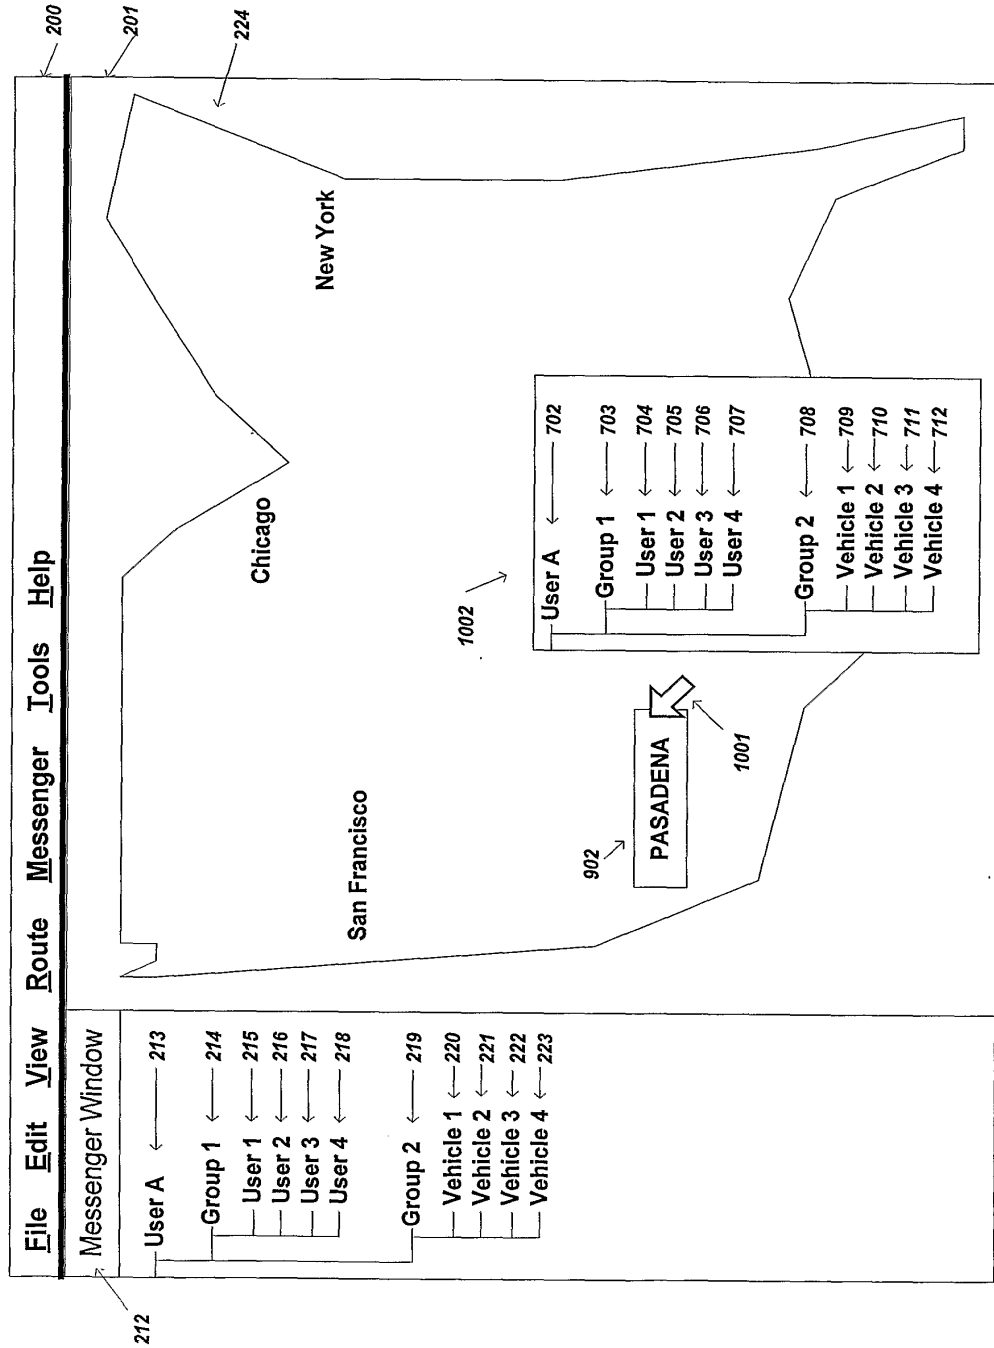 File Edit View Route Messenger Tools Help
200
Messenger Window
201
212
224
User A 213
Group 1 214
User 1 215
User 2 216
User 3 217
User 4 218
Group 2 219
Vehicle 1 220
Vehicle 2 221
Vehicle 3 222
Vehicle 4 223
Chicago
New York
San Francisco
1002
902
PASADENA
1001
User A 702
Group 1 703
User 1 704
User 2 705
User 3 706
User 4 707
Group 2 708
Vehicle 1 709
Vehicle 2 710
Vehicle 3 711
Vehicle 4 712